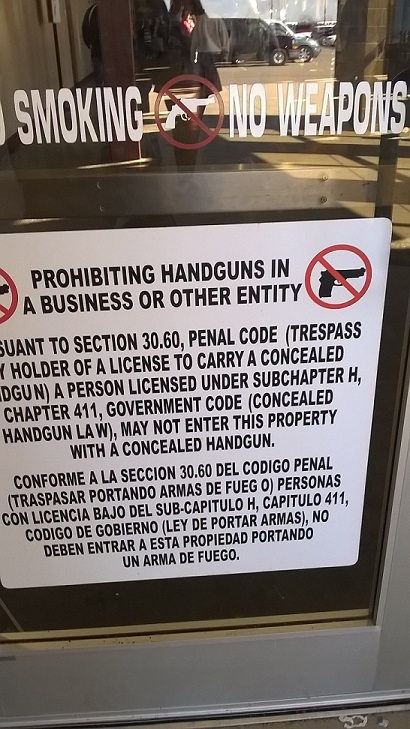 SMOKING NO WEAPONS
PROHIBITING HANDGUNS IN
A BUSINESS OR OTHER ENTITY
SUANT TO SECTION 30.60, PENAL CODE (TRESPASS
Y HOLDER OF A LICENSE TO CARRY A CONCEALED
DGUN) A PERSON LICENSED UNDER SUBCHAPTER H,
CHAPTER 411, GOVERNMENT CODE (CONCEALED
HANDGUN LAW), MAY NOT ENTER THIS PROPERTY
WITH A CONCEALED HANDGUN.
CONFORME A LA SECCION 30.60 DEL CODIGO PENAL
(TRASPASAR PORTANDO ARMAS DE FUEG O) PERSONAS
CON LICENCIA BAJO DEL SUB-CAPITULO H, CAPITULO 411,
CODIGO DE GOBIERNO (LEY DE PORTAR ARMAS), NO
DEBEN ENTRAR A ESTA PROPIEDAD PORTANDO
UN ARMA DE FUEGO.